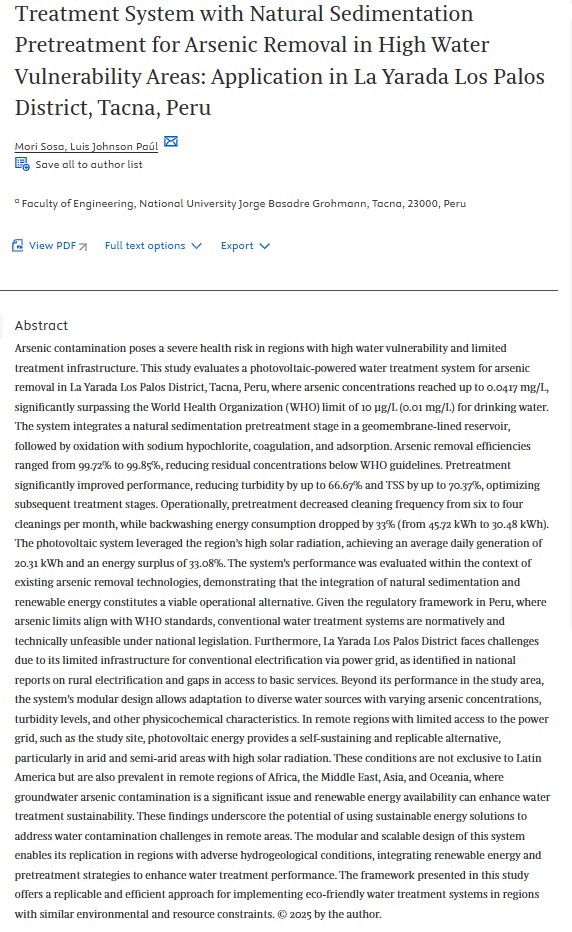 Treatment System with Natural Sedimentation
Pretreatment for Arsenic Removal in High Water
Vulnerability Areas: Application in La Yarada Los Palos
District, Tacna, Peru
Mori Sosa, Luis Johnson Paúl
Save all to author list
a Faculty of Engineering, National University Jorge Basadre Grohmann, Tacna, 23000, Peru
View PDF Full text options Export
Abstract
Arsenic contamination poses a severe health risk in regions with high water vulnerability and limited
treatment infrastructure. This study evaluates a photovoltaic-powered water treatment system for arsenic
removal in La Yarada Los Palos District, Tacna, Peru, where arsenic concentrations reached up to 0.0417 mg/L,
significantly surpassing the World Health Organization (WHO) limit of 10 μg/L (0.01 mg/L) for drinking water.
The system integrates a natural sedimentation pretreatment stage in a geomembrane-lined reservoir,
followed by oxidation with sodium hypochlorite, coagulation, and adsorption. Arsenic removal efficiencies
ranged from 99.72% to 99.85%, reducing residual concentrations below WHO guidelines. Pretreatment
significantly improved performance, reducing turbidity by up to 66.67% and TSS by up to 70.37%, optimizing
subsequent treatment stages. Operationally, pretreatment decreased cleaning frequency from six to four
cleanings per month, while backwashing energy consumption dropped by 33% (from 45.72 kWh to 30.48 kWh).
The photovoltaic system leveraged the region's high solar radiation, achieving an average daily generation of
20.31 kWh and an energy surplus of 33.08%. The system's performance was evaluated within the context of
existing arsenic removal technologies, demonstrating that the integration of natural sedimentation and
renewable energy constitutes a viable operational alternative. Given the regulatory framework in Peru, where
arsenic limits align with WHO standards, conventional water treatment systems are normatively and
technically unfeasible under national legislation. Furthermore, La Yarada Los Palos District faces challenges
due to its limited infrastructure for conventional electrification via power grid, as identified in national
reports on rural electrification and gaps in access to basic services. Beyond its performance in the study area,
the system's modular design allows adaptation to diverse water sources with varying arsenic concentrations,
turbidity levels, and other physicochemical characteristics. In remote regions with limited access to the power
grid, such as the study site, photovoltaic energy provides a self-sustaining and replicable alternative,
particularly in arid and semi-arid areas with high solar radiation. These conditions are not exclusive to Latin
America but are also prevalent in remote regions of Africa, the Middle East, Asia, and Oceania, where
groundwater arsenic contamination is a significant issue and renewable energy availability can enhance water
treatment sustainability. These findings underscore the potential of using sustainable energy solutions to
address water contamination challenges in remote areas. The modular and scalable design of this system
enables its replication in regions with adverse hydrogeological conditions, integrating renewable energy and
pretreatment strategies to enhance water treatment performance. The framework presented in this study
offers a replicable and efficient approach for implementing eco-friendly water treatment systems in regions
with similar environmental and resource constraints. © 2025 by the author.